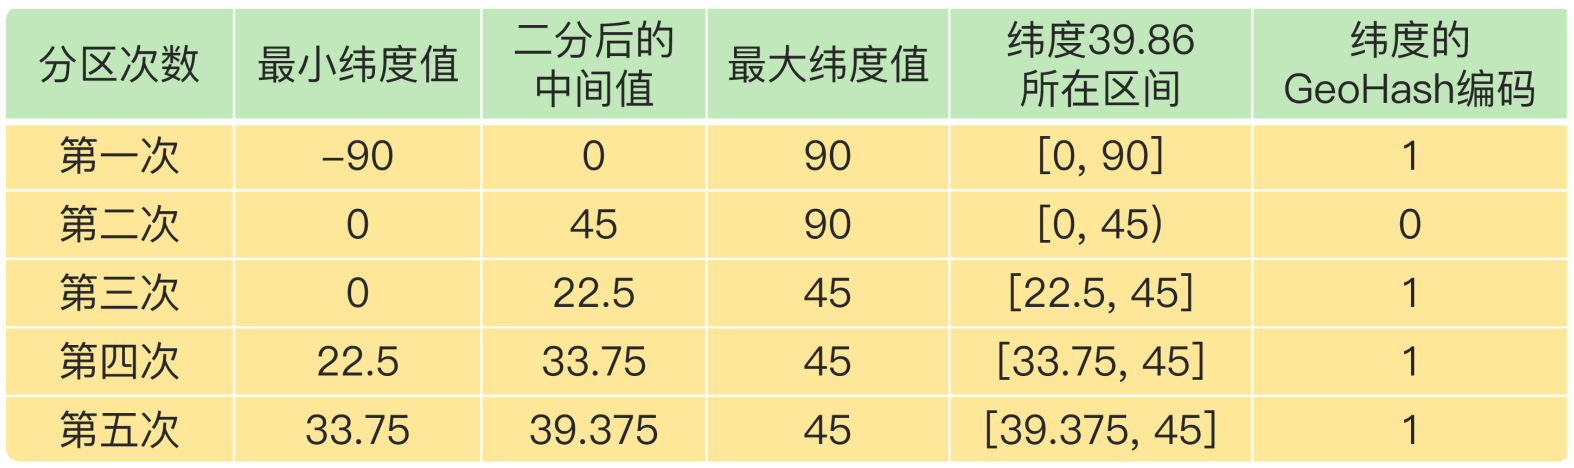 分区次数 最小纬度值 二分后的 最大纬度值 纬度39.86 纬度的
中间值 所在区间 GeoHash编码
第一次 –90 0 90 [0, 90] 1
第二次 0 45 90 [0, 45) 0
第三次 0 22.5 45 [22.5, 45] 1
第四次 22.5 33.75 45 [33.75, 45] 1
第五次 33.75 39.375 45 [39.375, 45] 1